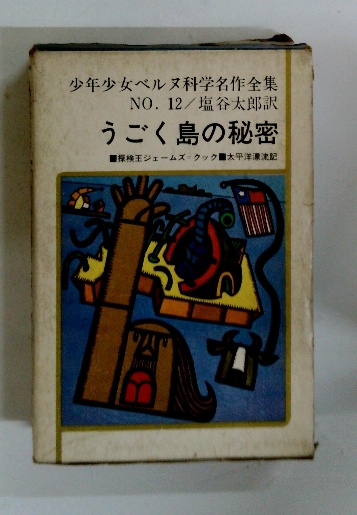 少年少女ベルヌ科学名作全集
NO. 12/塩谷太郎訳
うごく島の秘密
■探検王ジェームズ＝クック■太平洋漂流記